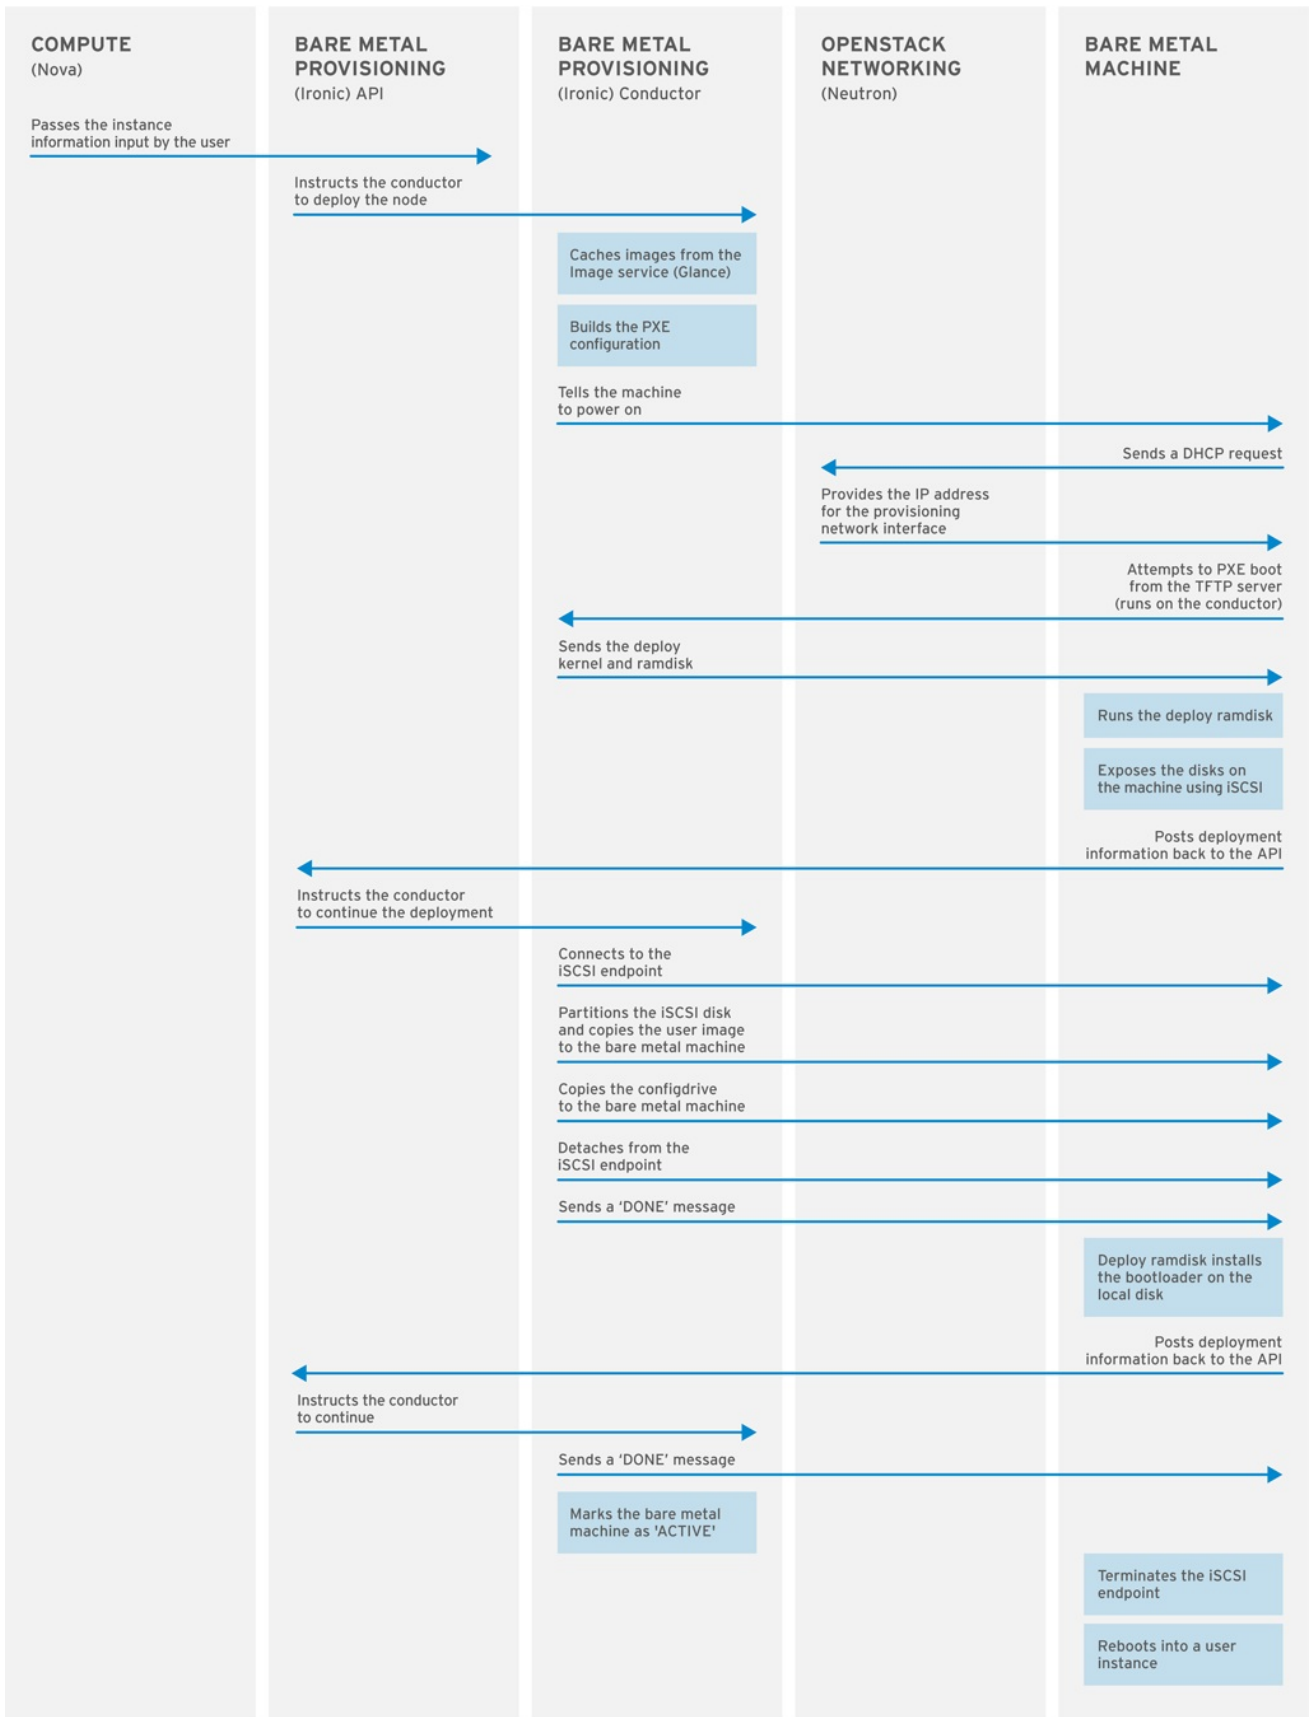 COMPUTE
(Nova)
BARE METAL
PROVISIONING
(Ironic) API
BARE METAL
PROVISIONING
(Ironic) Conductor
OPENSTACK
NETWORKING
(Neutron)
BARE METAL
MACHINE
Passes the instance
information input by the user
Instructs the conductor
to deploy the node
Caches images from the
Image service (Glance)
Builds the PXE
configuration
Tells the machine
to power on
Sends a DHCP request
Provides the IP address
for the provisioning
network interface
Attempts to PXE boot
from the TFTP server
(runs on the conductor)
Sends the deploy
kernel and ramdisk
Runs the deploy ramdisk
Exposes the disks on
the machine using iSCSI
Posts deployment
information back to the API
Instructs the conductor
to continue the deployment
Connects to the
iSCSI endpoint
Partitions the iSCSI disk
and copies the user image
to the bare metal machine
Copies the configdrive
to the bare metal machine
Detaches from the
iSCSI endpoint
Sends a ‘DONE’ message
Deploy ramdisk installs
the bootloader on the
local disk
Posts deployment
information back to the API
Instructs the conductor
to continue
Sends a ‘DONE’ message
Marks the bare metal
machine as 'ACTIVE'
Terminates the iSCSI
endpoint
Reboots into a user
instance